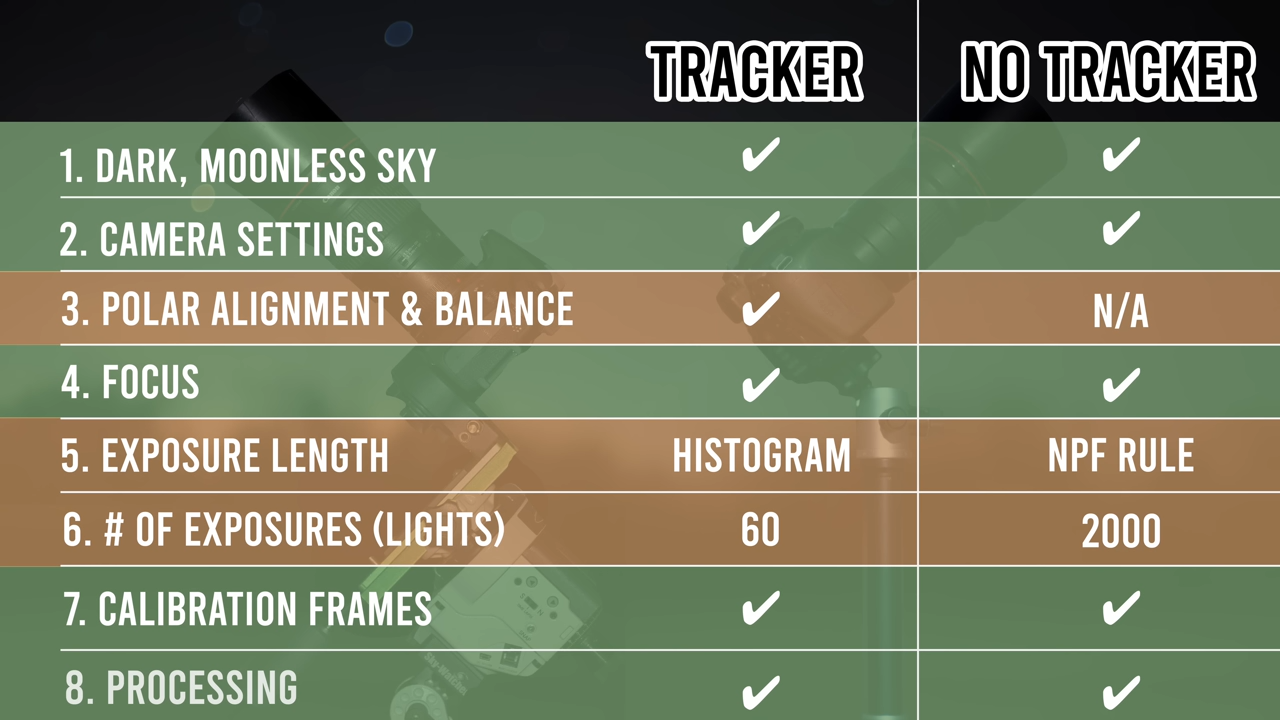 TRACKER NO TRACKER
1. DARK, MOONLESS SKY ✔ ✔
2. CAMERA SETTINGS ✔ ✔
3. POLAR ALIGNMENT & BALANCE ✔ N/A
4. FOCUS ✔ ✔
5. EXPOSURE LENGTH HISTOGRAM NPF RULE
6. # OF EXPOSURES (LIGHTS) 60 2000
7. CALIBRATION FRAMES ✔ ✔
8. PROCESSING ✔ ✔